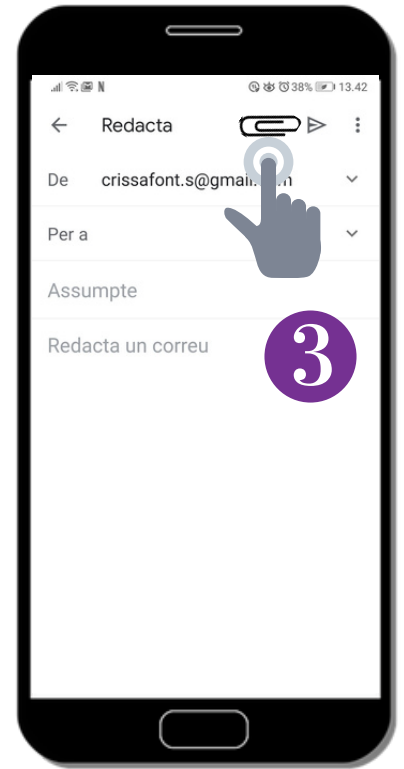 38% 13.42
Redacta
De crissafont.s@gmail.
Per a
Assumpte
Redacta un correu
3